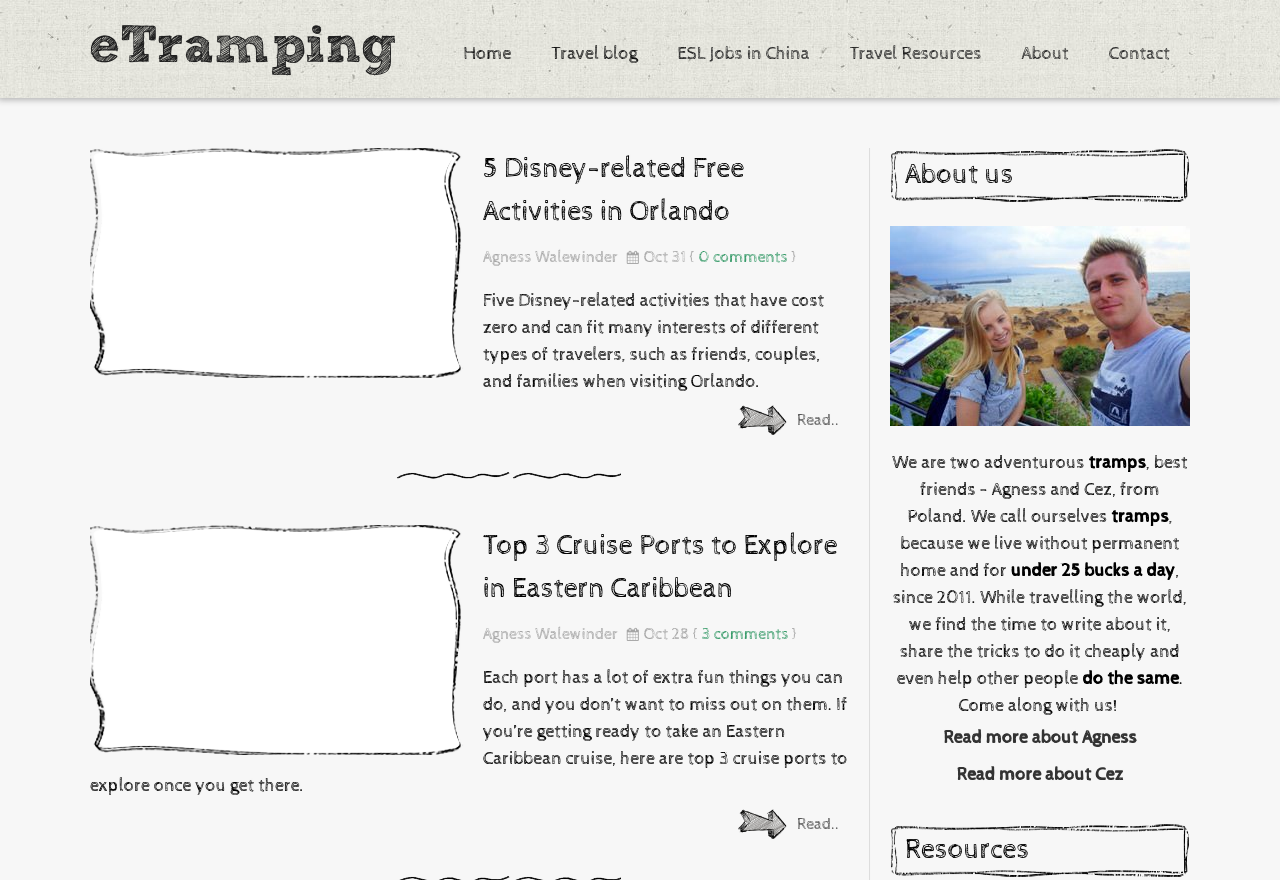 eTramping
Home
Travel blog
ESL Jobs in China
Travel Resources
About
Contact
5 Disney-related Free
Activities in Orlando
Agness Walewinder Oct 31 { 0 comments }
Five Disney-related activities that have cost
zero and can fit many interests of different
types of travelers, such as friends, couples,
and families when visiting Orlando.
Read..
Top 3 Cruise Ports to Explore
in Eastern Caribbean
Agness Walewinder Oct 28 { 3 comments }
Each port has a lot of extra fun things you can
do, and you don't want to miss out on them. If
you're getting ready to take an Eastern
Caribbean cruise, here are top 3 cruise ports to
explore once you get there.
Read..
About us
We are two adventurous tramps, best
friends - Agness and Cez, from
Poland. We call ourselves tramps,
because we live without permanent
home and for under 25 bucks a day,
since 2011. While travelling the world,
we find the time to write about it,
share the tricks to do it cheaply and
even help other people do the same.
Come along with us!
Read more about Agness
Read more about Cez
Resources